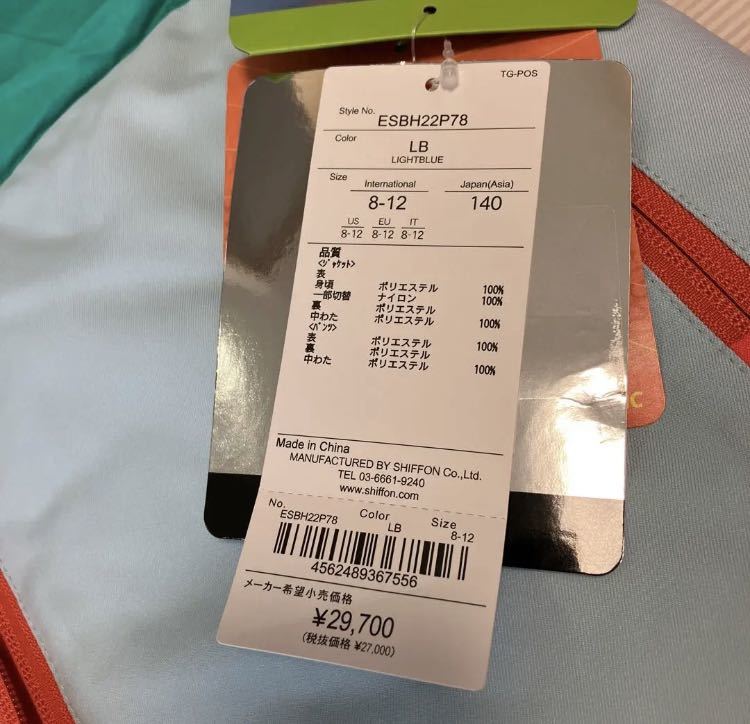 TG-POS
Style No. ESBH22P78
Color LB
LIGHTBLUE
Size International Japan(Asia)
8-12 140
US EU IT
8-12 8-12 8-12
品質
<ｼﾞｬｹｯﾄ>
表
身頃 ポリエステル 100%
一部切替 ナイロン 100%
裏 ポリエステル
中わた ポリエステル 100%
<ﾊﾟﾝﾂ>
表 ポリエステル 100%
裏 ポリエステル
中わた ポリエステル 100%
Made in China
MANUFACTURED BY SHIFFON Co.,Ltd.
TEL 03-6661-9240
www.shiffon.com
No. Color Size
ESBH22P78 LB 8-12
4562489367556
メーカー希望小売価格
¥29,700
(税抜価格 ¥27,000)
C